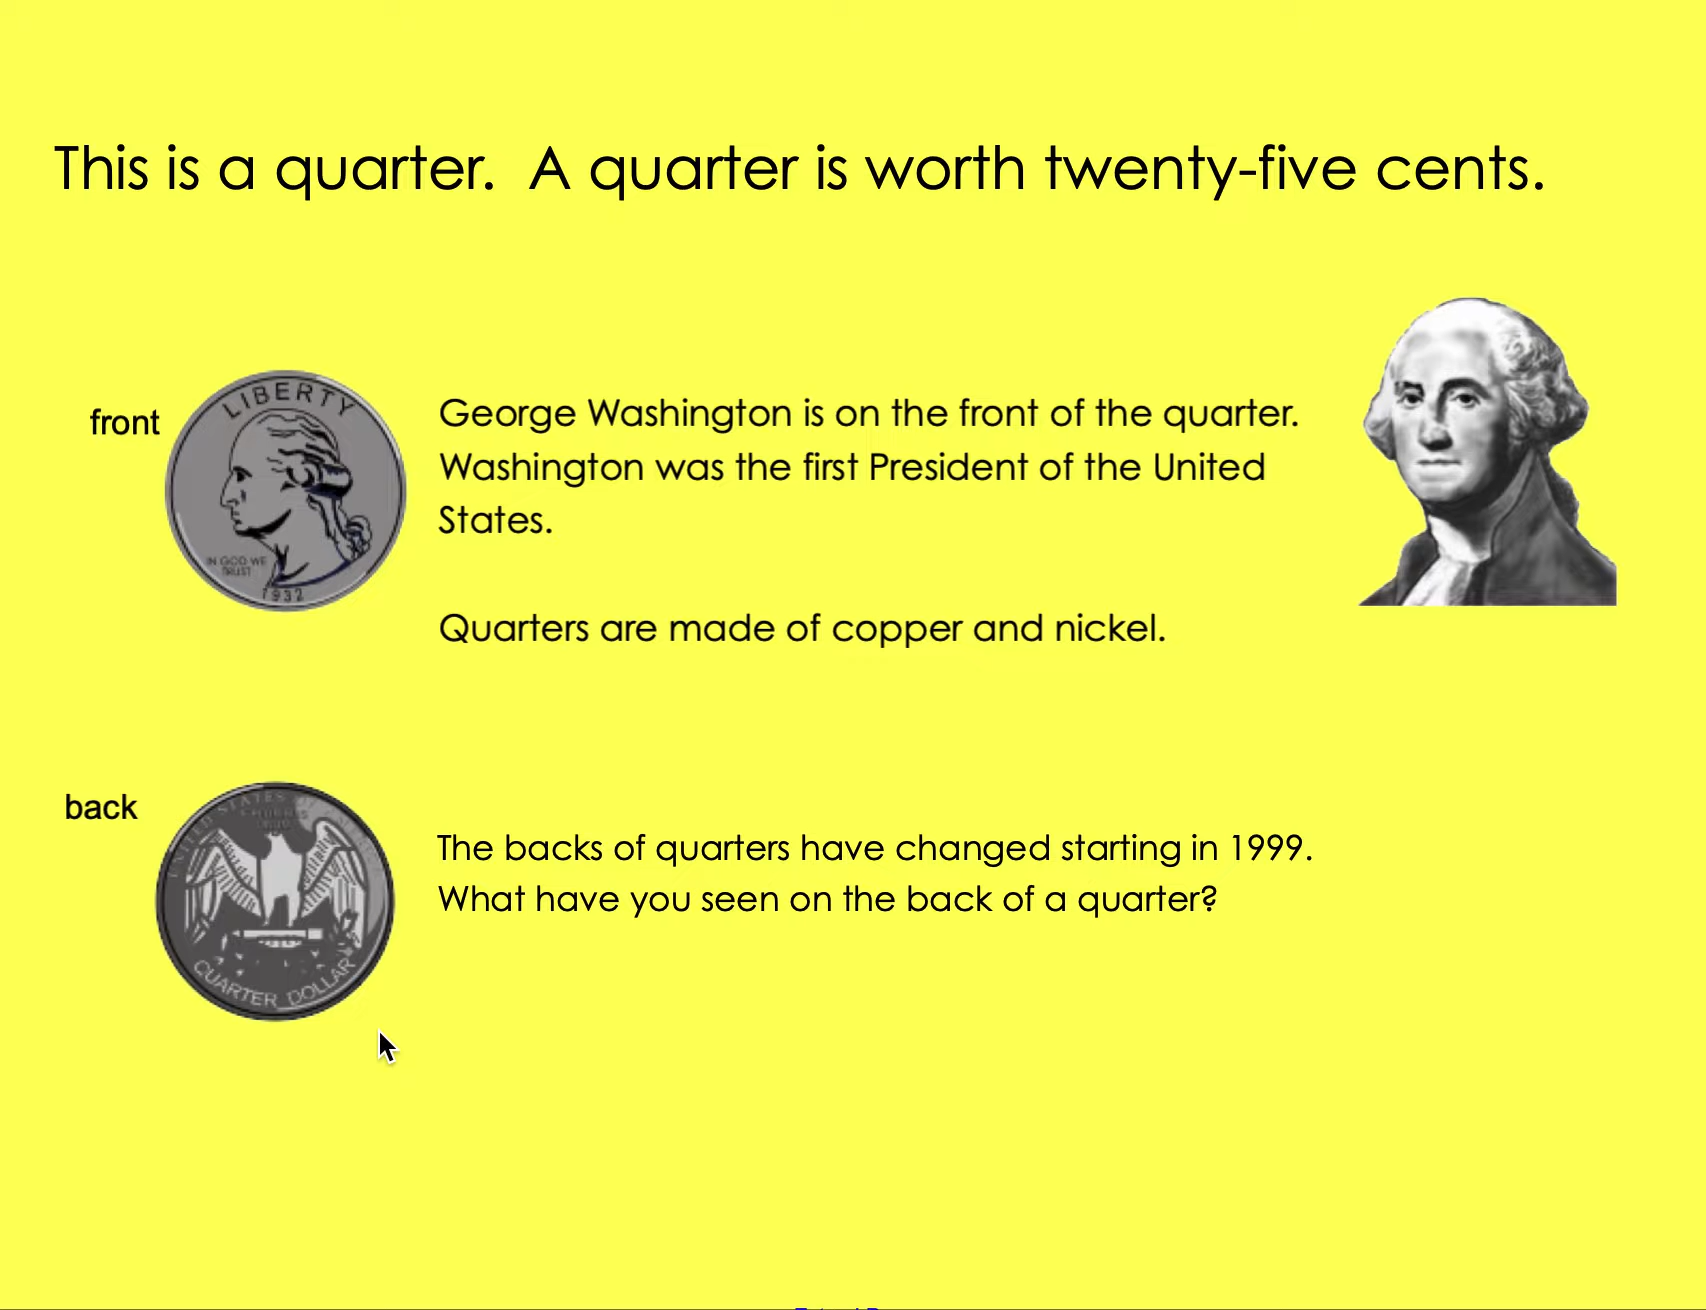 This is a quarter. A quarter is worth twenty-five cents.
front
LIBERTY
IN GOD WE
TRUST
1932
George Washington is on the front of the quarter.
Washington was the first President of the United
States.
Quarters are made of copper and nickel.
back
UNITED STATES
QUARTER DOLLAR
The backs of quarters have changed starting in 1999.
What have you seen on the back of a quarter?